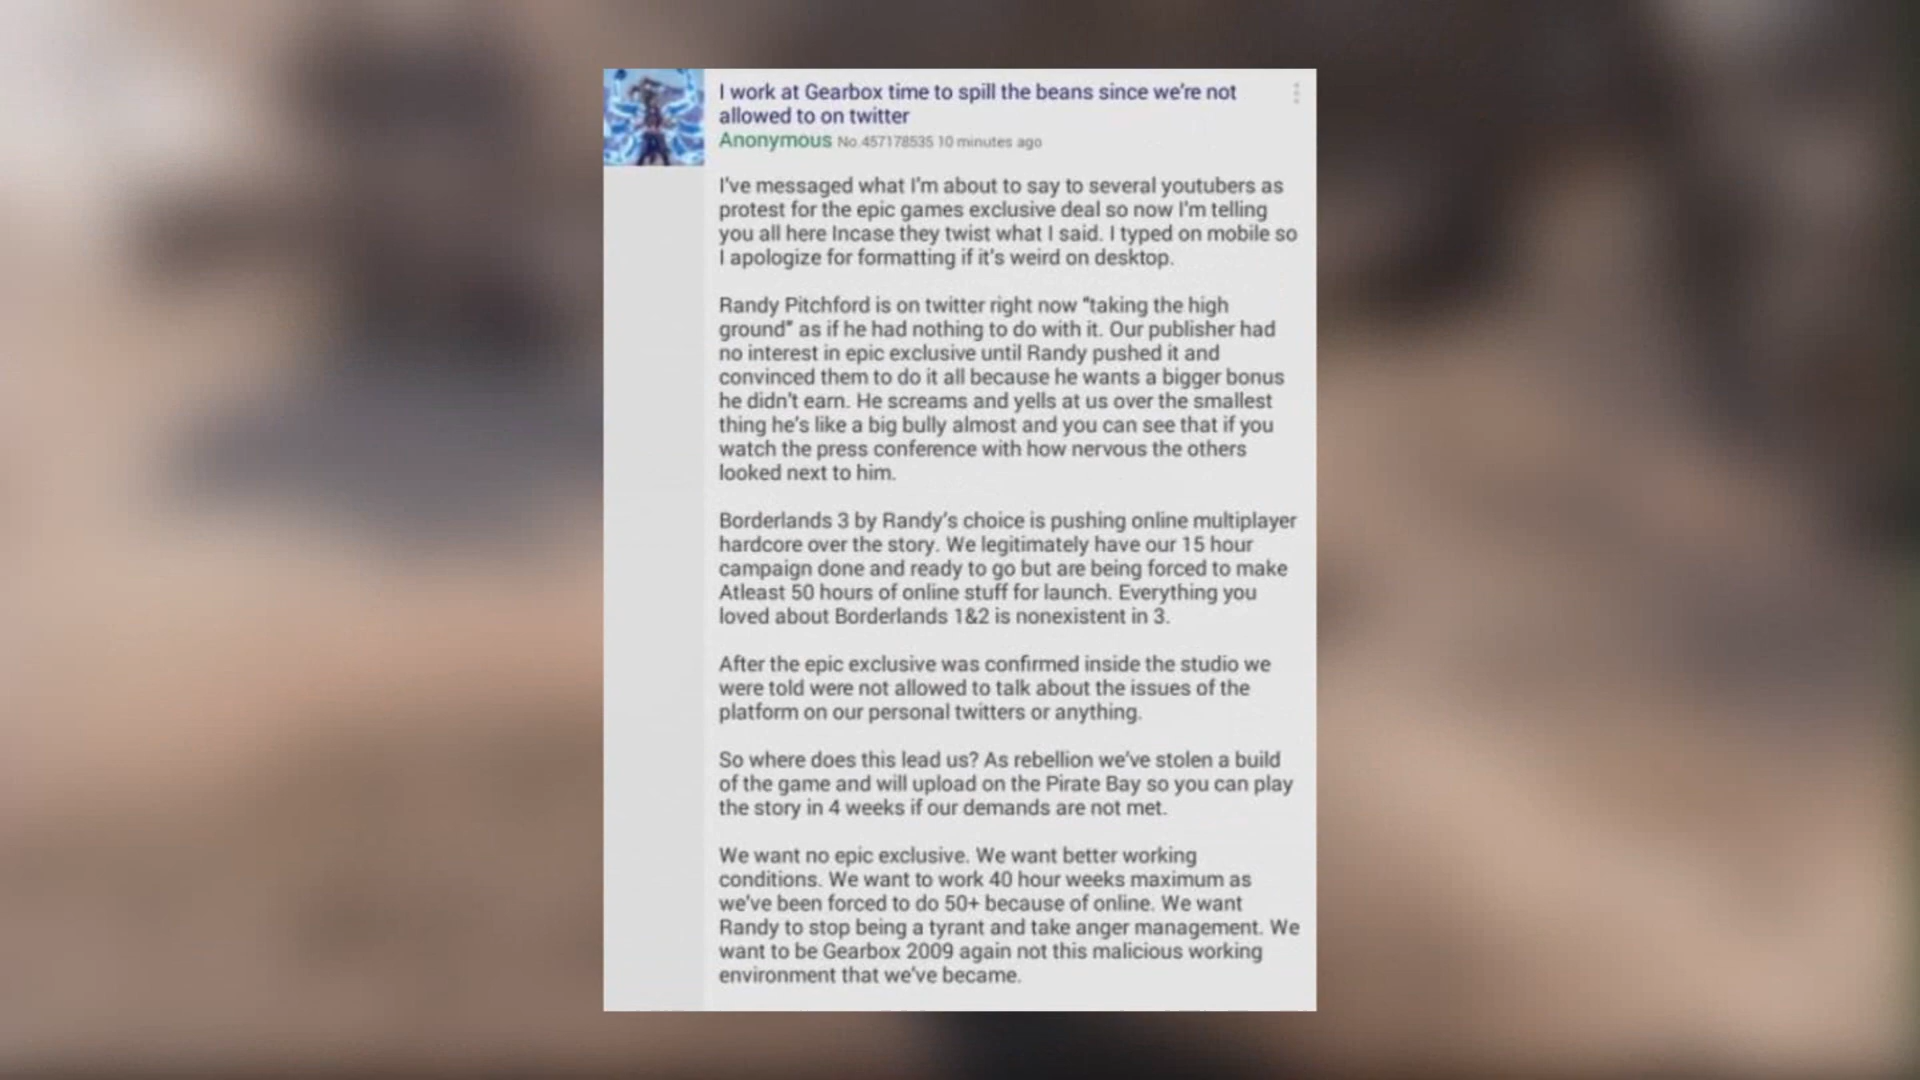 I work at Gearbox time to spill the beans since we're not
allowed to on twitter
Anonymous No.457178535 10 minutes ago
I've messaged what I'm about to say to several youtubers as
protest for the epic games exclusive deal so now I'm telling
you all here Incase they twist what I said. I typed on mobile so
I apologize for formatting if it's weird on desktop.
Randy Pitchford is on twitter right now "taking the high
ground" as if he had nothing to do with it. Our publisher had
no interest in epic exclusive until Randy pushed it and
convinced them to do it all because he wants a bigger bonus
he didn't earn. He screams and yells at us over the smallest
thing he's like a big bully almost and you can see that if you
watch the press conference with how nervous the others
looked next to him.
Borderlands 3 by Randy's choice is pushing online multiplayer
hardcore over the story. We legitimately have our 15 hour
campaign done and ready to go but are being forced to make
Atleast 50 hours of online stuff for launch. Everything you
loved about Borderlands 1&2 is nonexistent in 3.
After the epic exclusive was confirmed inside the studio we
were told were not allowed to talk about the issues of the
platform on our personal twitters or anything.
So where does this lead us? As rebellion we've stolen a build
of the game and will upload on the Pirate Bay so you can play
the story in 4 weeks if our demands are not met.
We want no epic exclusive. We want better working
conditions. We want to work 40 hour weeks maximum as
we've been forced to do 50+ because of online. We want
Randy to stop being a tyrant and take anger management. We
want to be Gearbox 2009 again not this malicious working
environment that we've became.